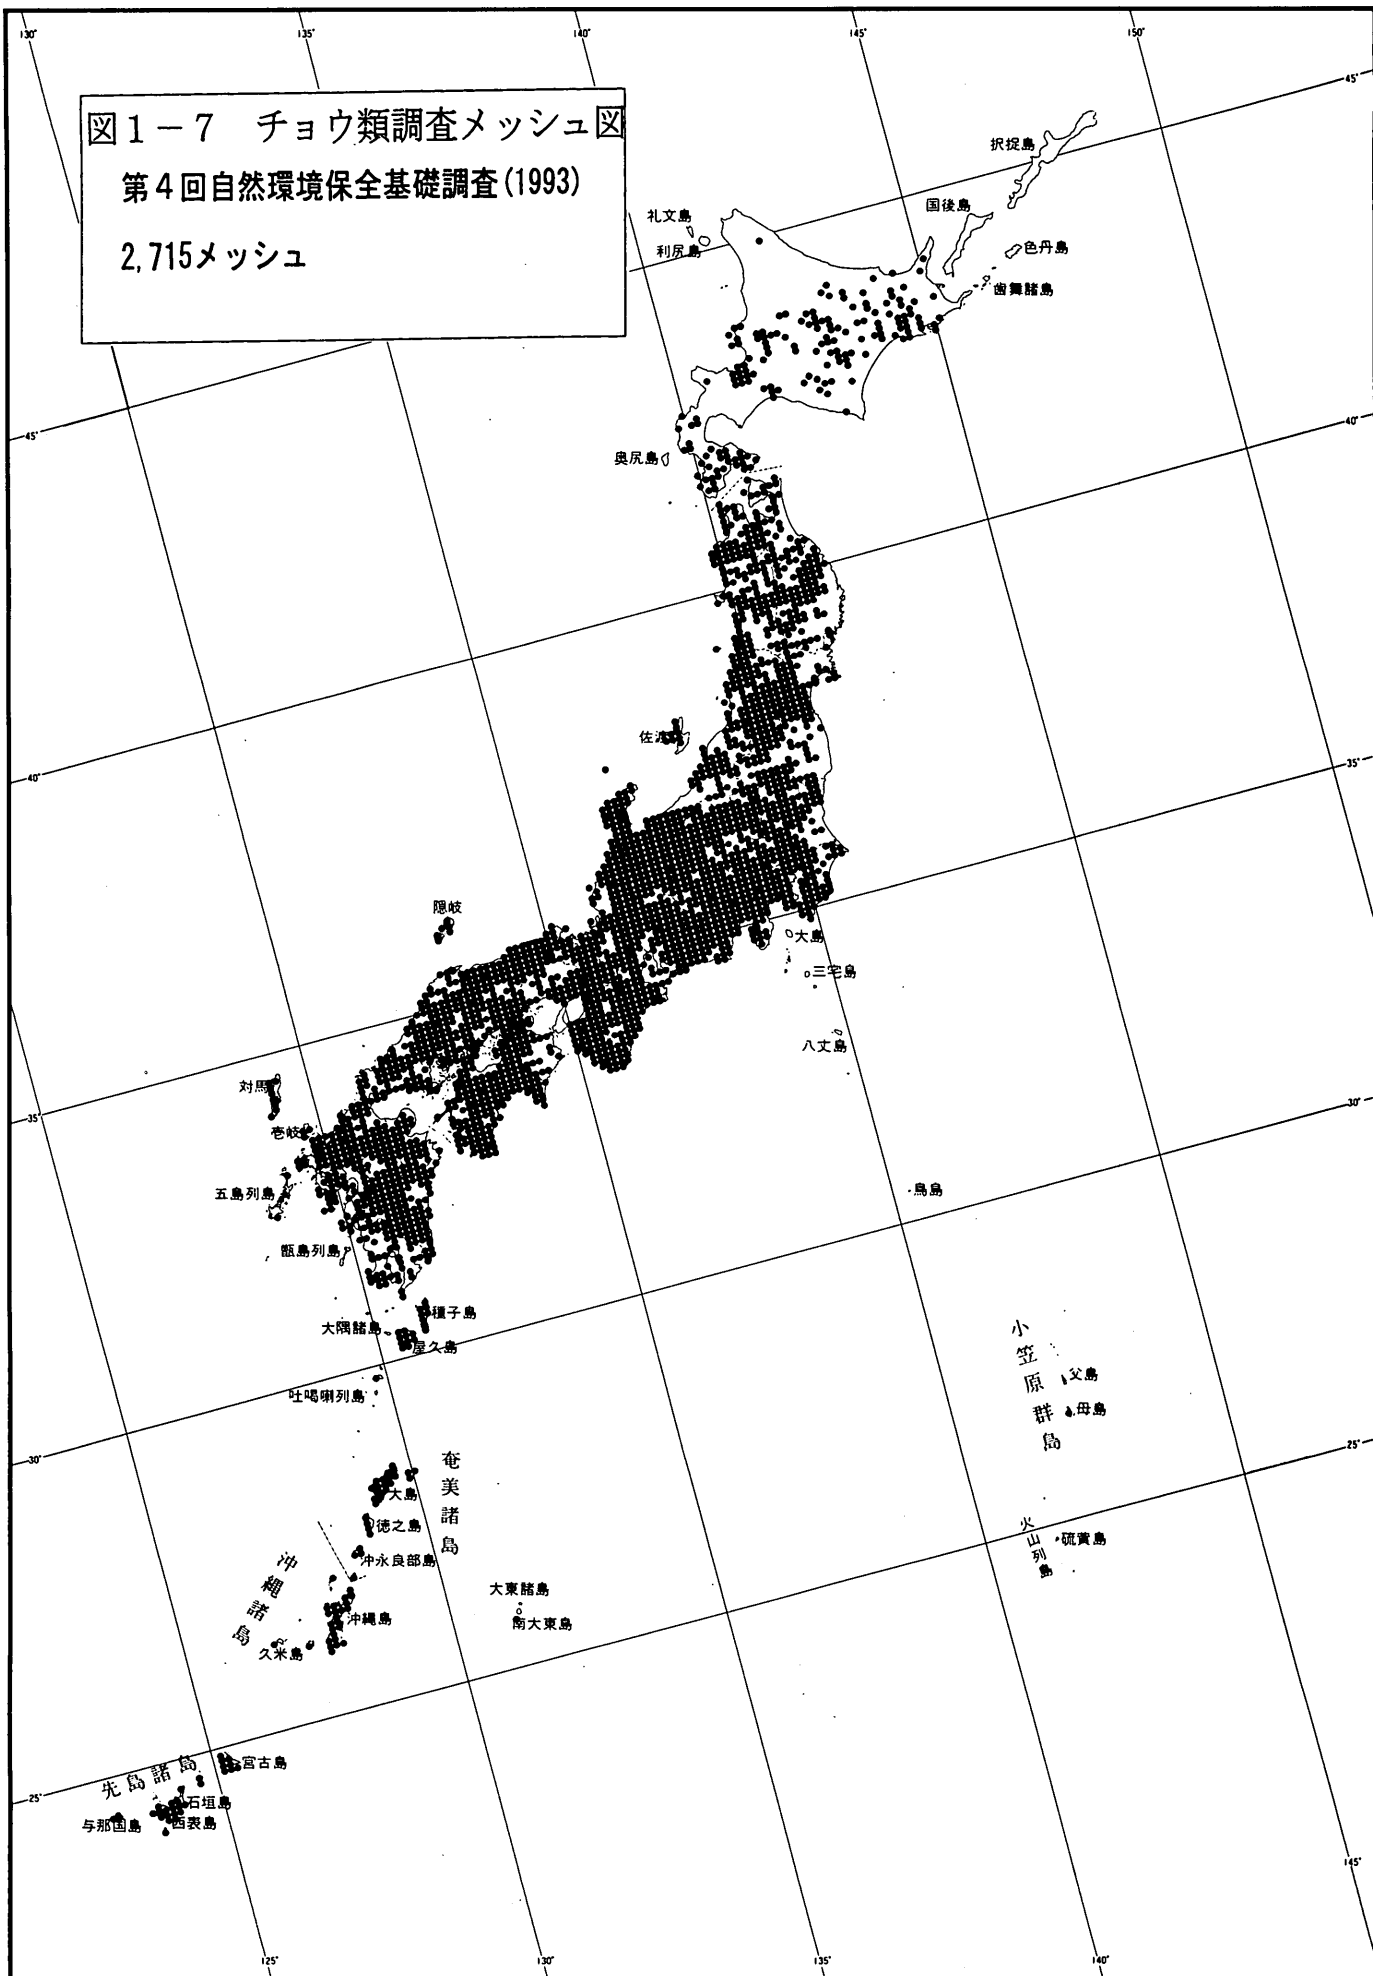 130°
135°
140°
145°
150°
45°
図1-7 チョウ類調査メッシュ図
第4回自然環境保全基礎調査(1993)
2,715メッシュ
択捉島
国後島
礼文島
利尻島
色丹島
歯舞諸島
45°
40°
奥尻島
佐渡
40°
35°
隠岐
大島
三宅島
八丈島
対馬
35°
30°
壱岐
五島列島
鳥島
甑島列島
種子島
大隅諸島
屋久島
吐噶喇列島
小笠原群島
父島
母島
30°
25°
奄美諸島
大島
徳之島
沖永良部島
火山列島
硫黄島
沖縄諸島
大東諸島
沖縄島
南大東島
久米島
先島諸島
宮古島
25°
石垣島
与那国島
西表島
145°
125°
130°
135°
140°